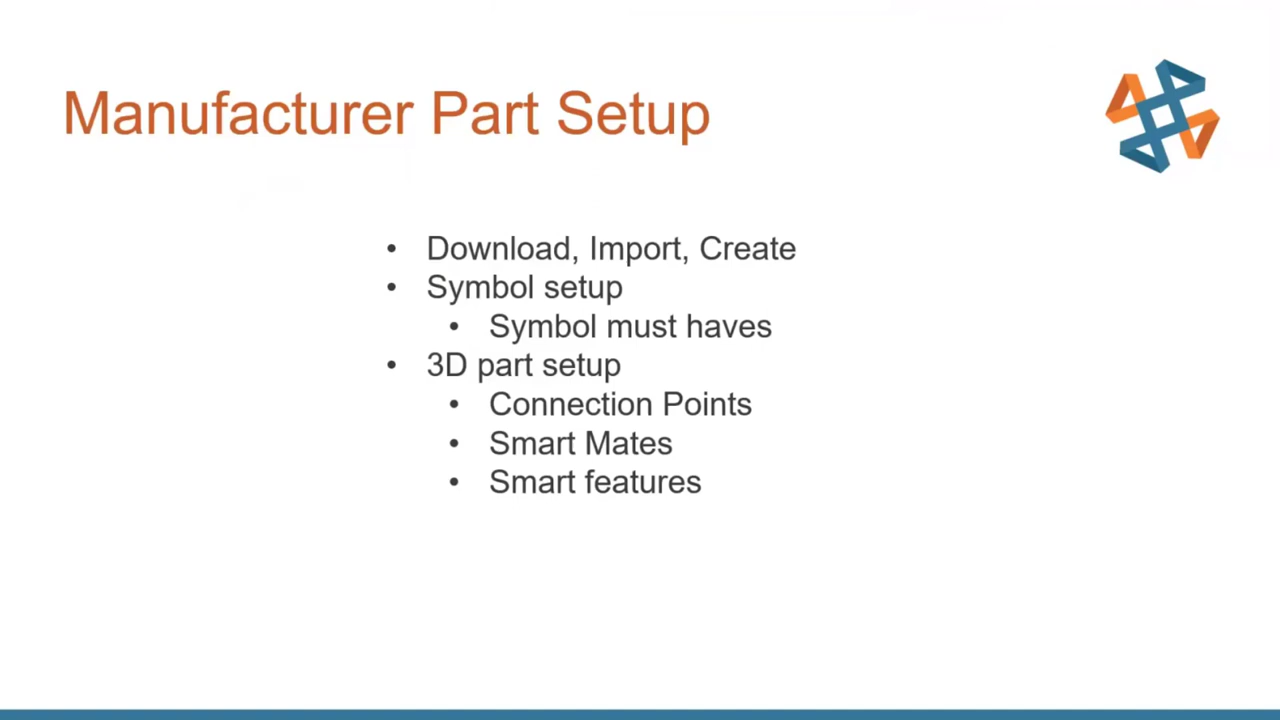 Manufacturer Part Setup
• Download, Import, Create
• Symbol setup
• Symbol must haves
• 3D part setup
• Connection Points
• Smart Mates
• Smart features